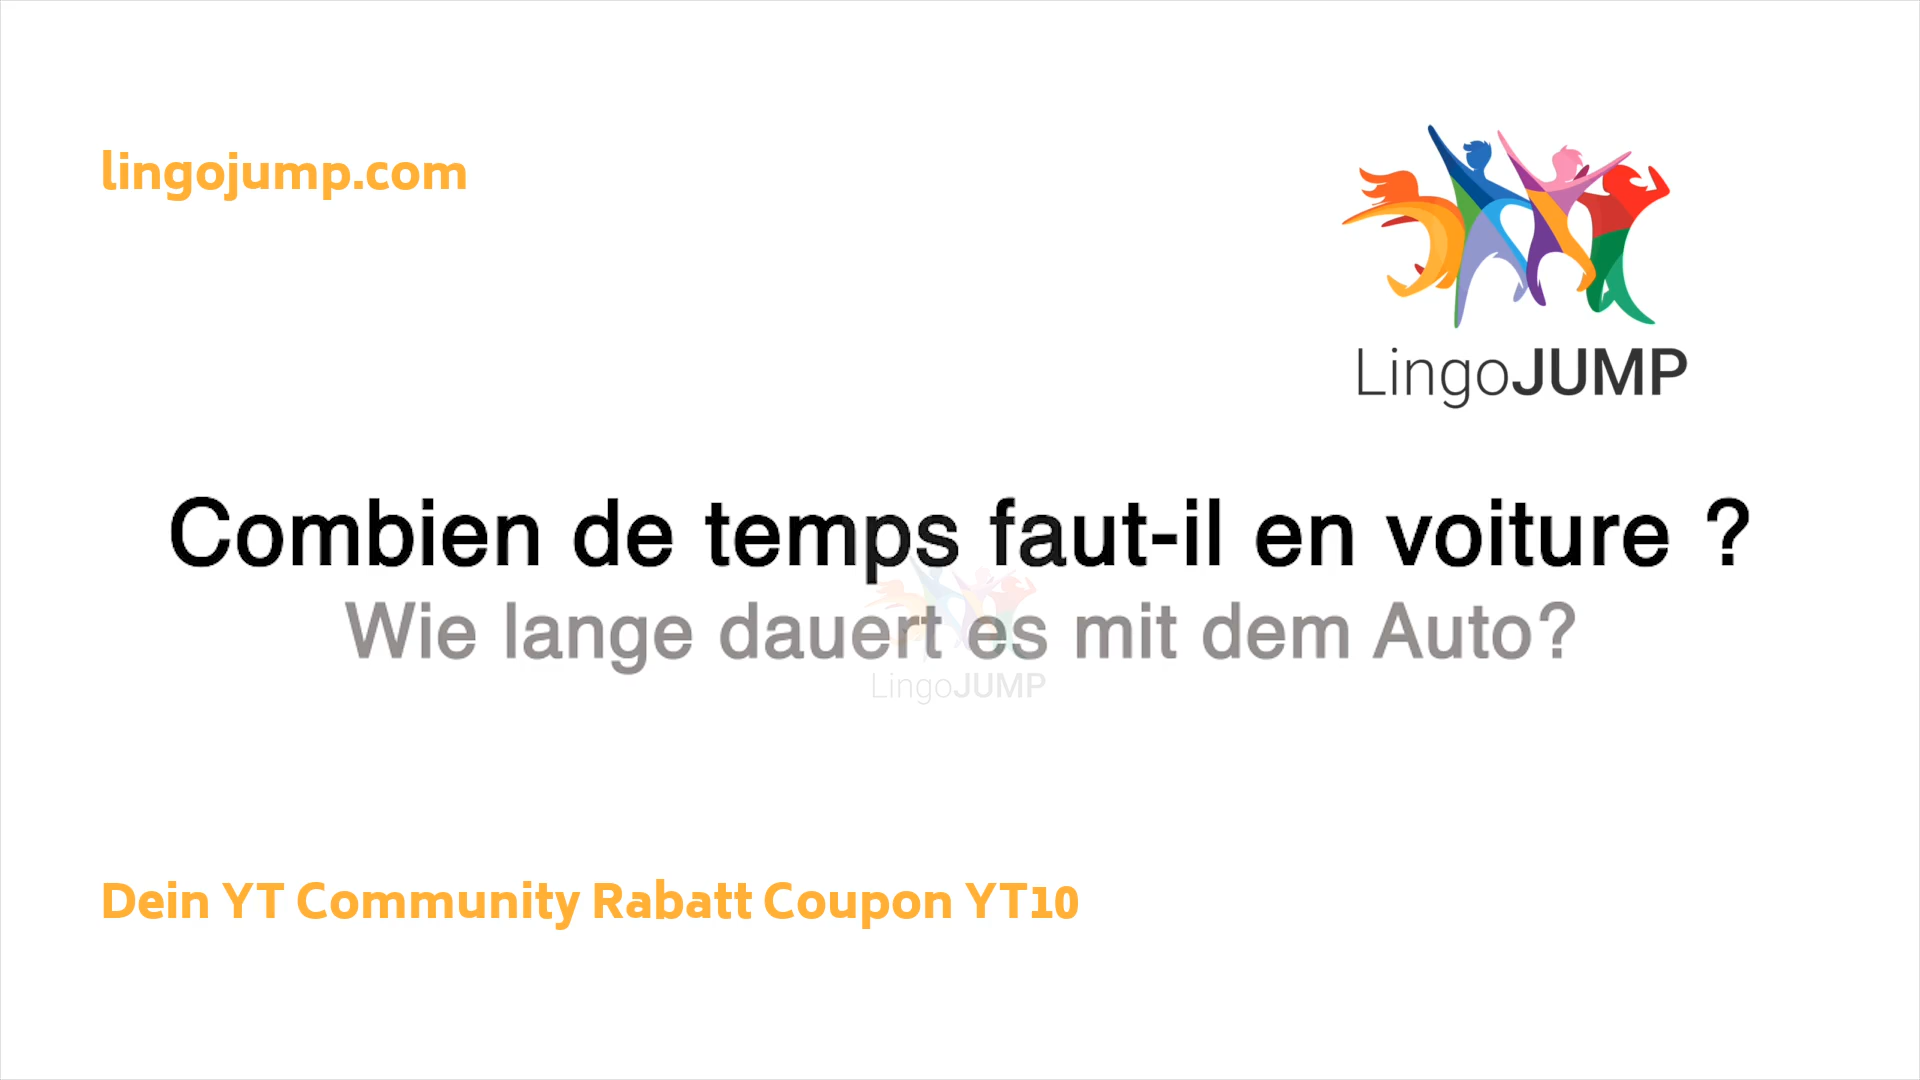 lingojump.com
LingoJUMP
Combien de temps faut-il en voiture ?
Wie lange dauert es mit dem Auto?
LingoJUMP
Dein YT Community Rabatt Coupon YT10